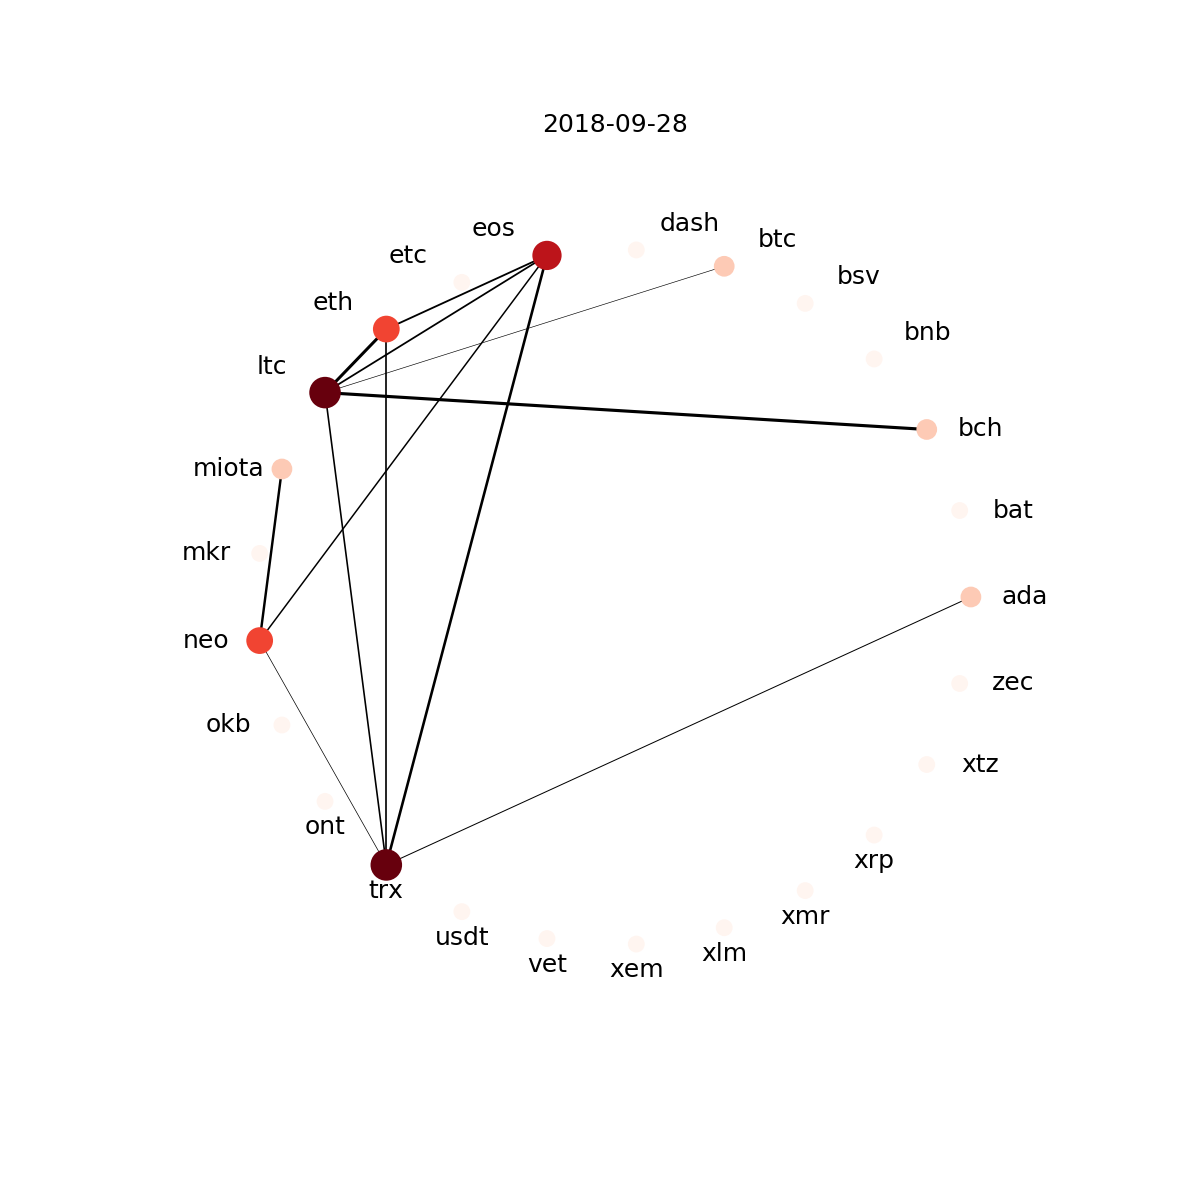 2018-09-28
dash
eos
btc
etc
bsv
eth
bnb
ltc
bch
miota
bat
mkr
ada
neo
zec
okb
xtz
ont
xrp
trx
xmr
usdt
xlm
vet
xem